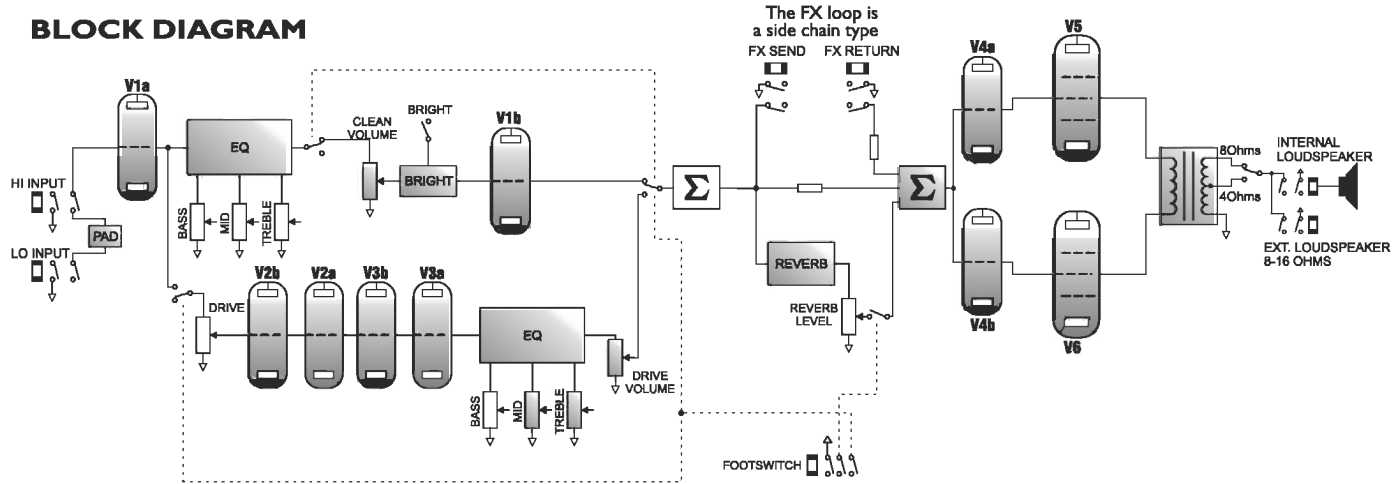 BLOCK DIAGRAM
The FX loop is
a side chain type
FX SEND
FX RETURN
V1a
EQ
BASS
MID
TREBLE
HI INPUT
LO INPUT
PAD
CLEAN
VOLUME
BRIGHT
BRIGHT
V1b
Σ
Σ
V4a
V5
V4b
V6
8Ohms
4Ohms
INTERNAL
LOUDSPEAKER
EXT. LOUDSPEAKER
8-16 OHMS
REVERB
REVERB
LEVEL
DRIVE
V2b
V2a
V3b
V3a
EQ
BASS
MID
TREBLE
DRIVE
VOLUME
FOOTSWITCH